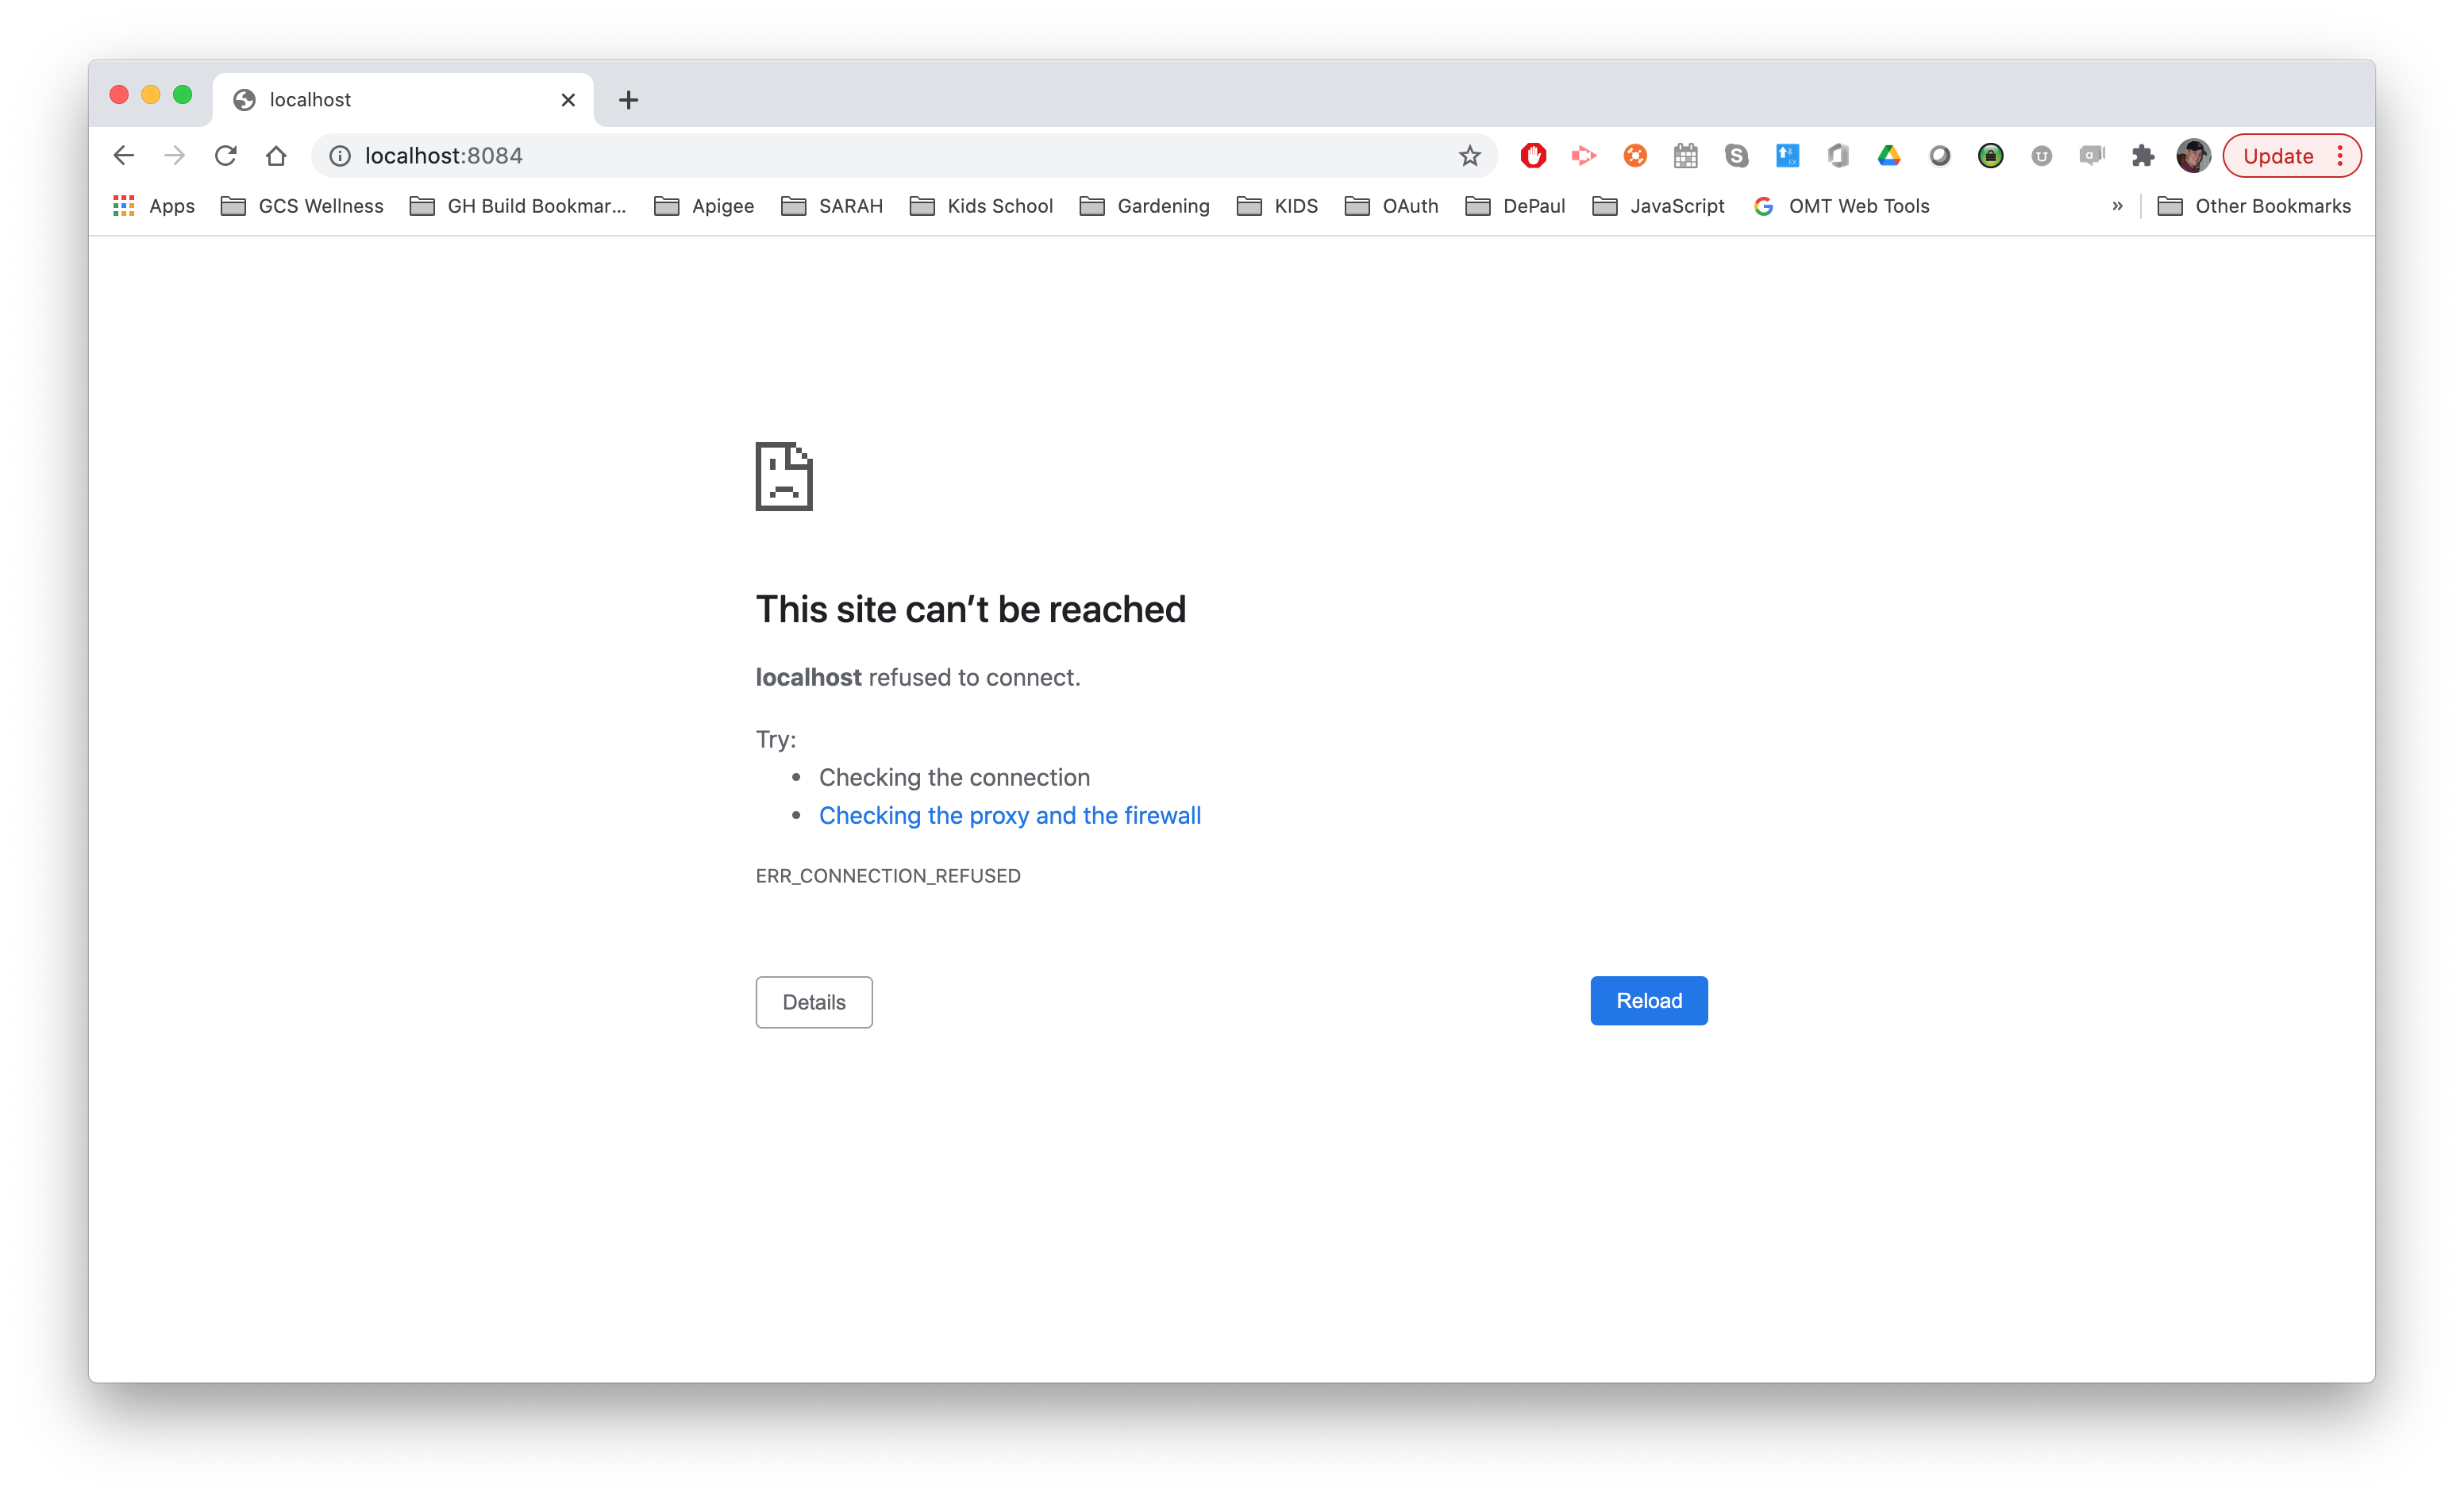 localhost
localhost:8084
Update
Apps GCS Wellness GH Build Bookmar... Apigee SARAH Kids School Gardening KIDS OAuth DePaul JavaScript OMT Web Tools » Other Bookmarks
This site can’t be reached
localhost refused to connect.
Try:
• Checking the connection
• Checking the proxy and the firewall
ERR_CONNECTION_REFUSED
Details Reload